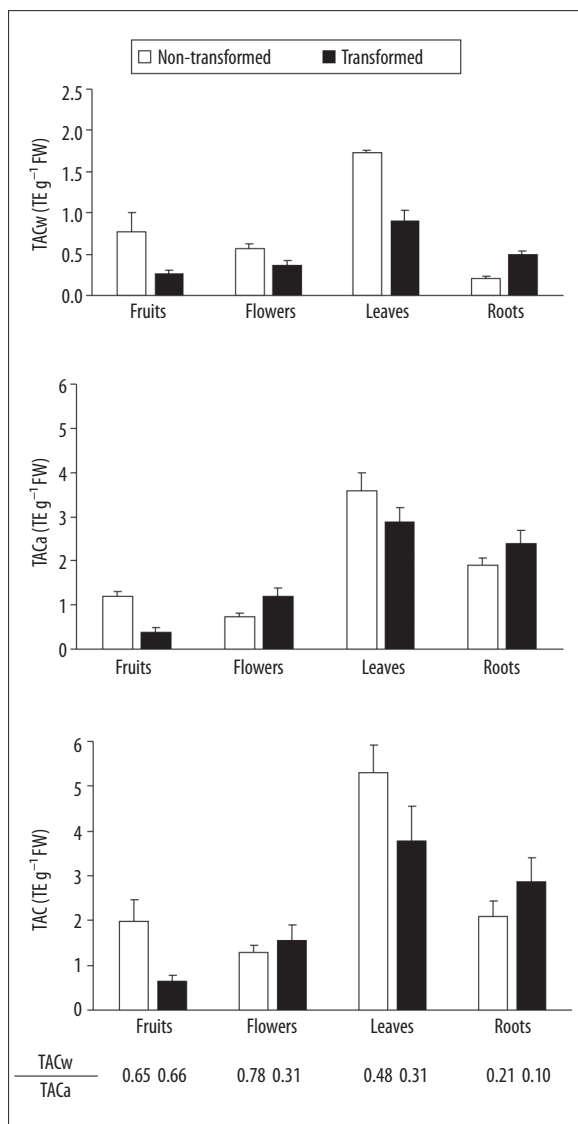 Non-transformed Transformed
2.5
2.0
1.5
1.0
0.5
0.0
TACw (TE g⁻¹ FW)
Fruits Flowers Leaves Roots
6
5
4
3
2
1
0
TACa (TE g⁻¹ FW)
Fruits Flowers Leaves Roots
6
5
4
3
2
1
0
TAC (TE g⁻¹ FW)
Fruits Flowers Leaves Roots
TACw
TACa
0.65 0.66 0.78 0.31 0.48 0.31 0.21 0.10